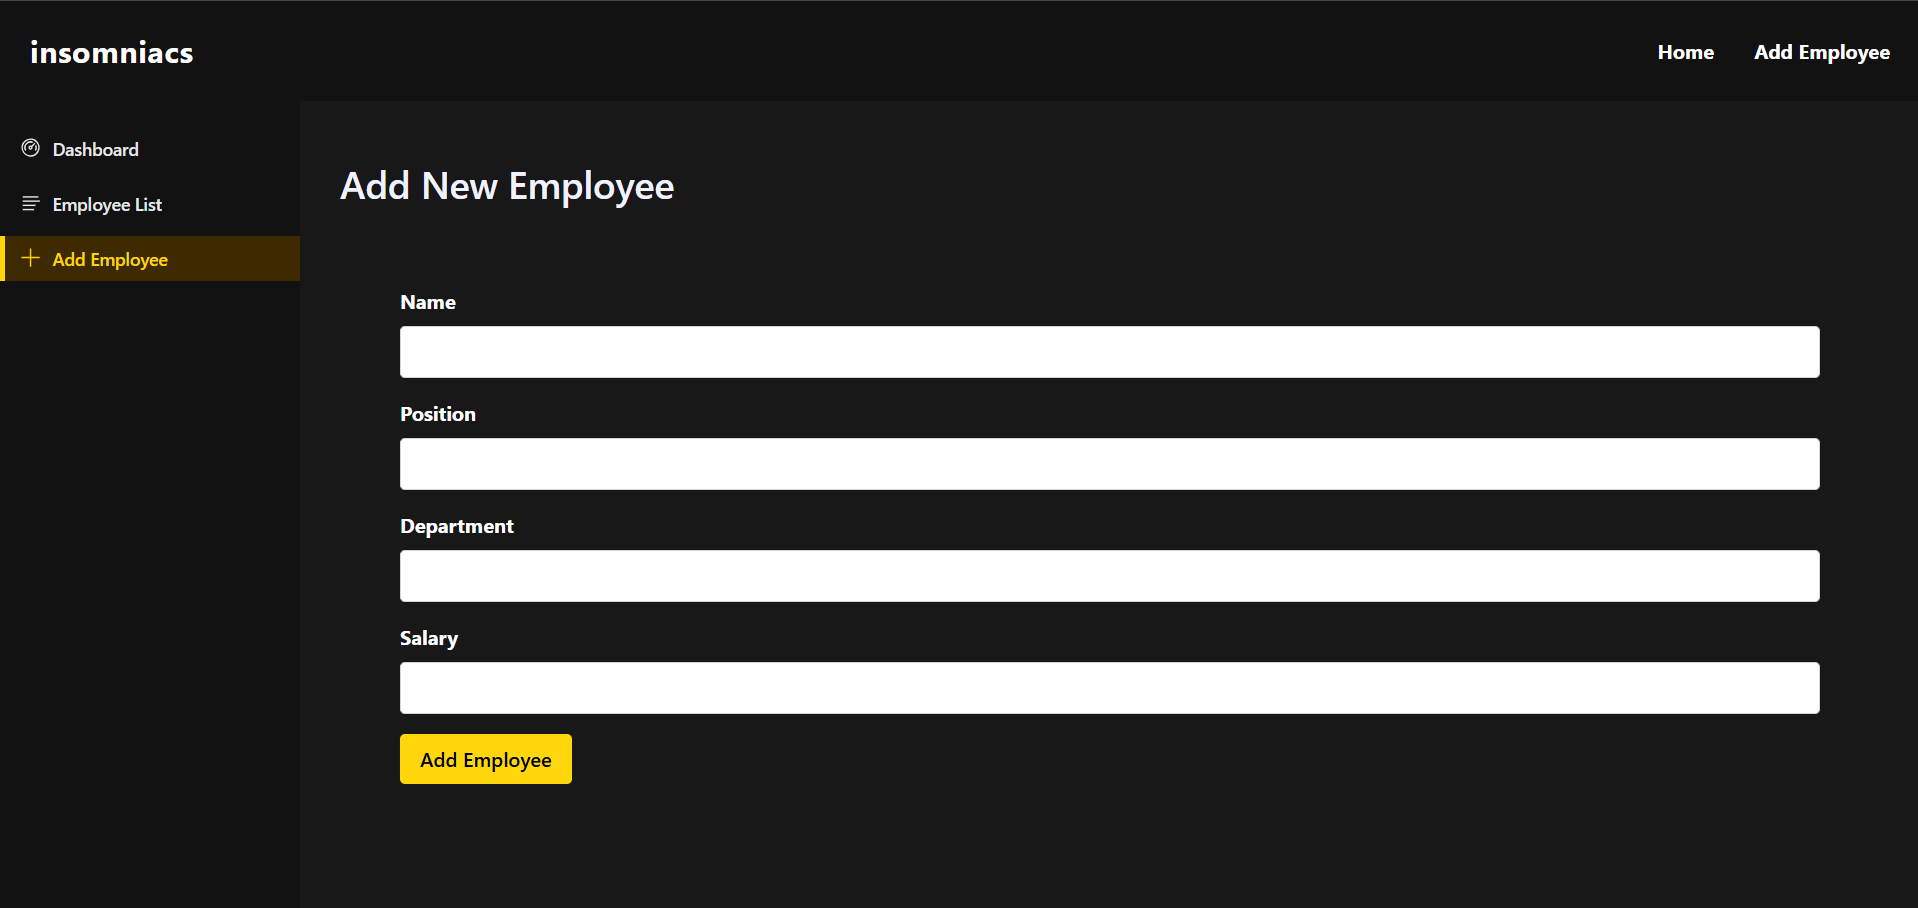 insomniacs
Home
Add Employee
Dashboard
Employee List
Add Employee
Add New Employee
Name
Position
Department
Salary
Add Employee